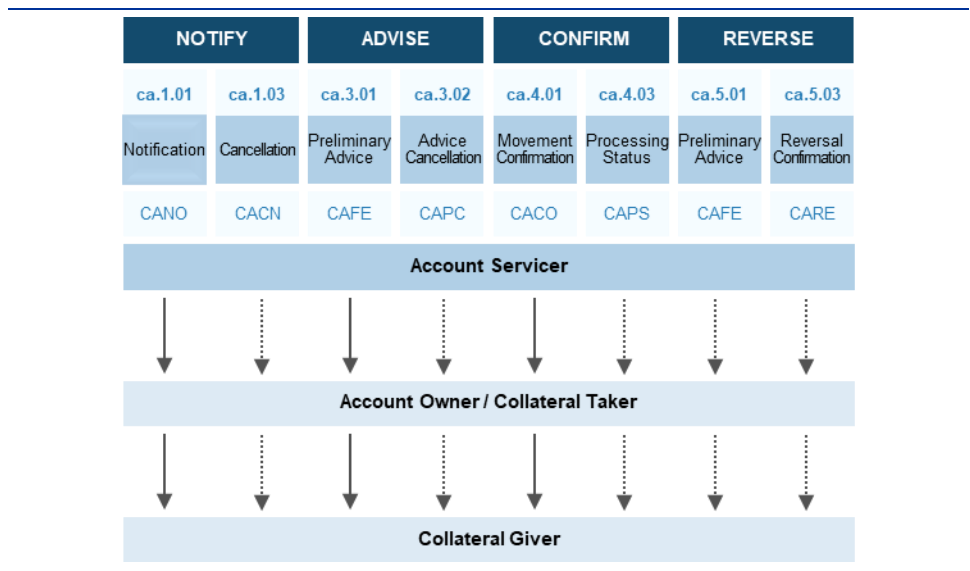 NOTIFY ADVISE CONFIRM REVERSE
ca.1.01 ca.1.03 ca.3.01 ca.3.02 ca.4.01 ca.4.03 ca.5.01 ca.5.03
Notification Cancellation Preliminary Advice Advice Cancellation Movement Confirmation Processing Status Preliminary Advice Reversal Confirmation
CANO CACN CAFE CAPC CACO CAPS CAFE CARE
Account Servicer
Account Owner / Collateral Taker
Collateral Giver